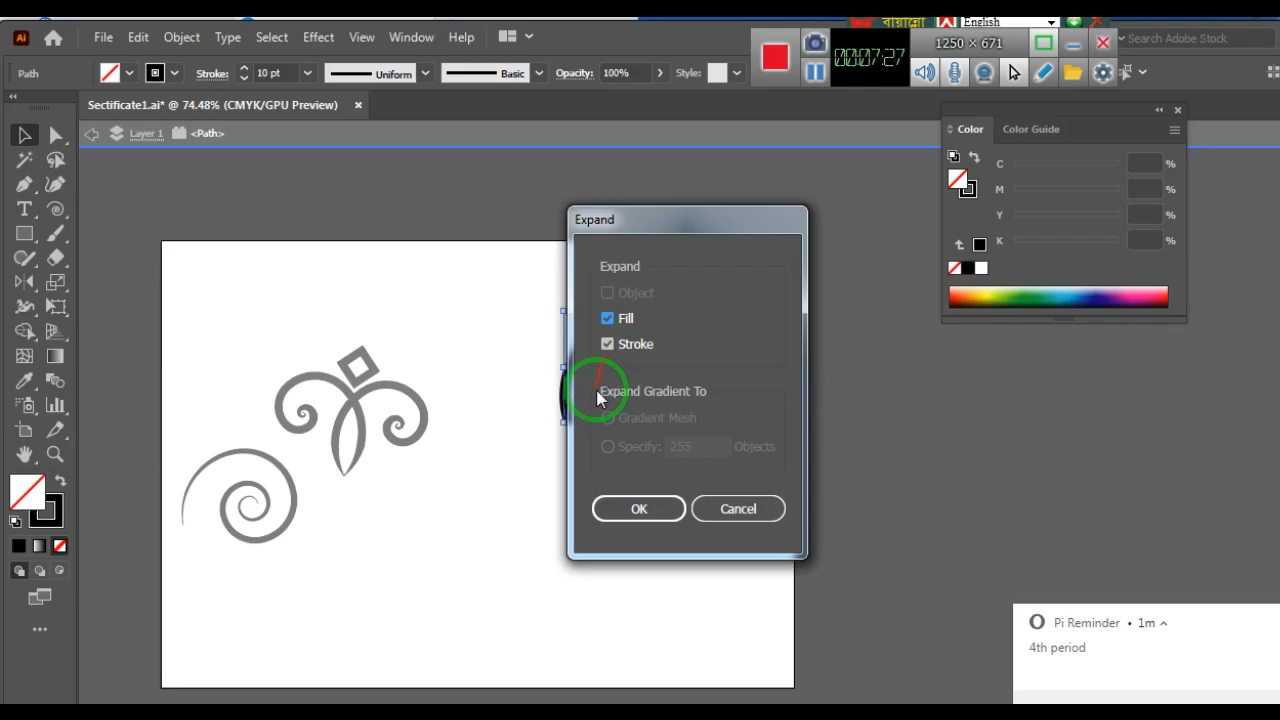 বায়ান্নো English
Ai File Edit Object Type Select Effect View Window Help
00:07:27
1250 × 671
Search Adobe Stock
Path Stroke: 10 pt Uniform Basic Opacity: 100% Style:
Sectificate1.ai* @ 74.48% (CMYK/GPU Preview)
Layer 1 <Path>
Color Color Guide
C %
M %
Y %
K %
Expand
Expand
Object
Fill
Stroke
Expand Gradient To
Gradient Mesh
Specify: 255 Objects
OK Cancel
Pi Reminder • 1m
4th period